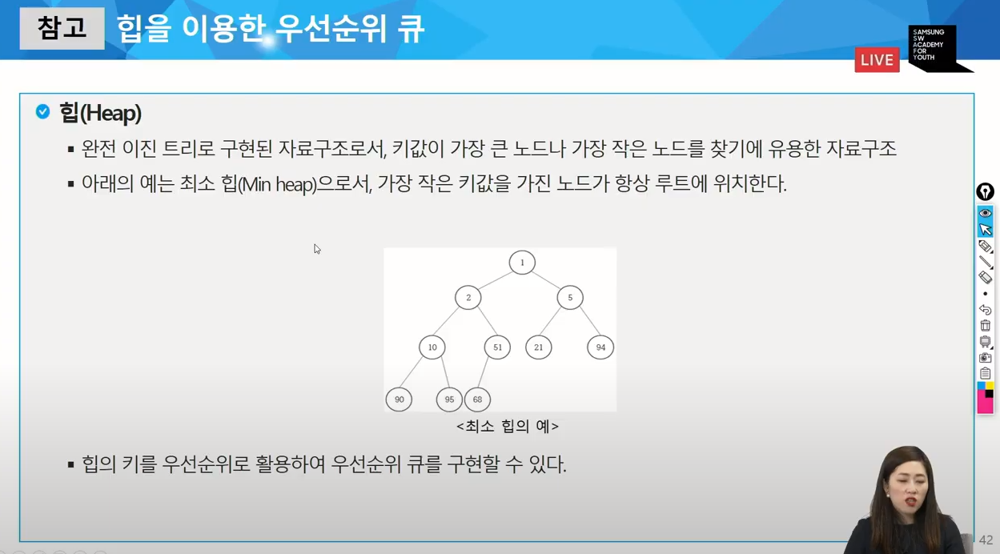 참고 힙을 이용한 우선순위 큐
SAMSUNG
SW
ACADEMY
FOR
YOUTH
LIVE
힙(Heap)
▪ 완전 이진 트리로 구현된 자료구조로서, 키값이 가장 큰 노드나 가장 작은 노드를 찾기에 유용한 자료구조
▪ 아래의 예는 최소 힙(Min heap)으로서, 가장 작은 키값을 가진 노드가 항상 루트에 위치한다.
1
2 5
10 51 21 94
90 95 68
<최소 힙의 예>
▪ 힙의 키를 우선순위로 활용하여 우선순위 큐를 구현할 수 있다.
42